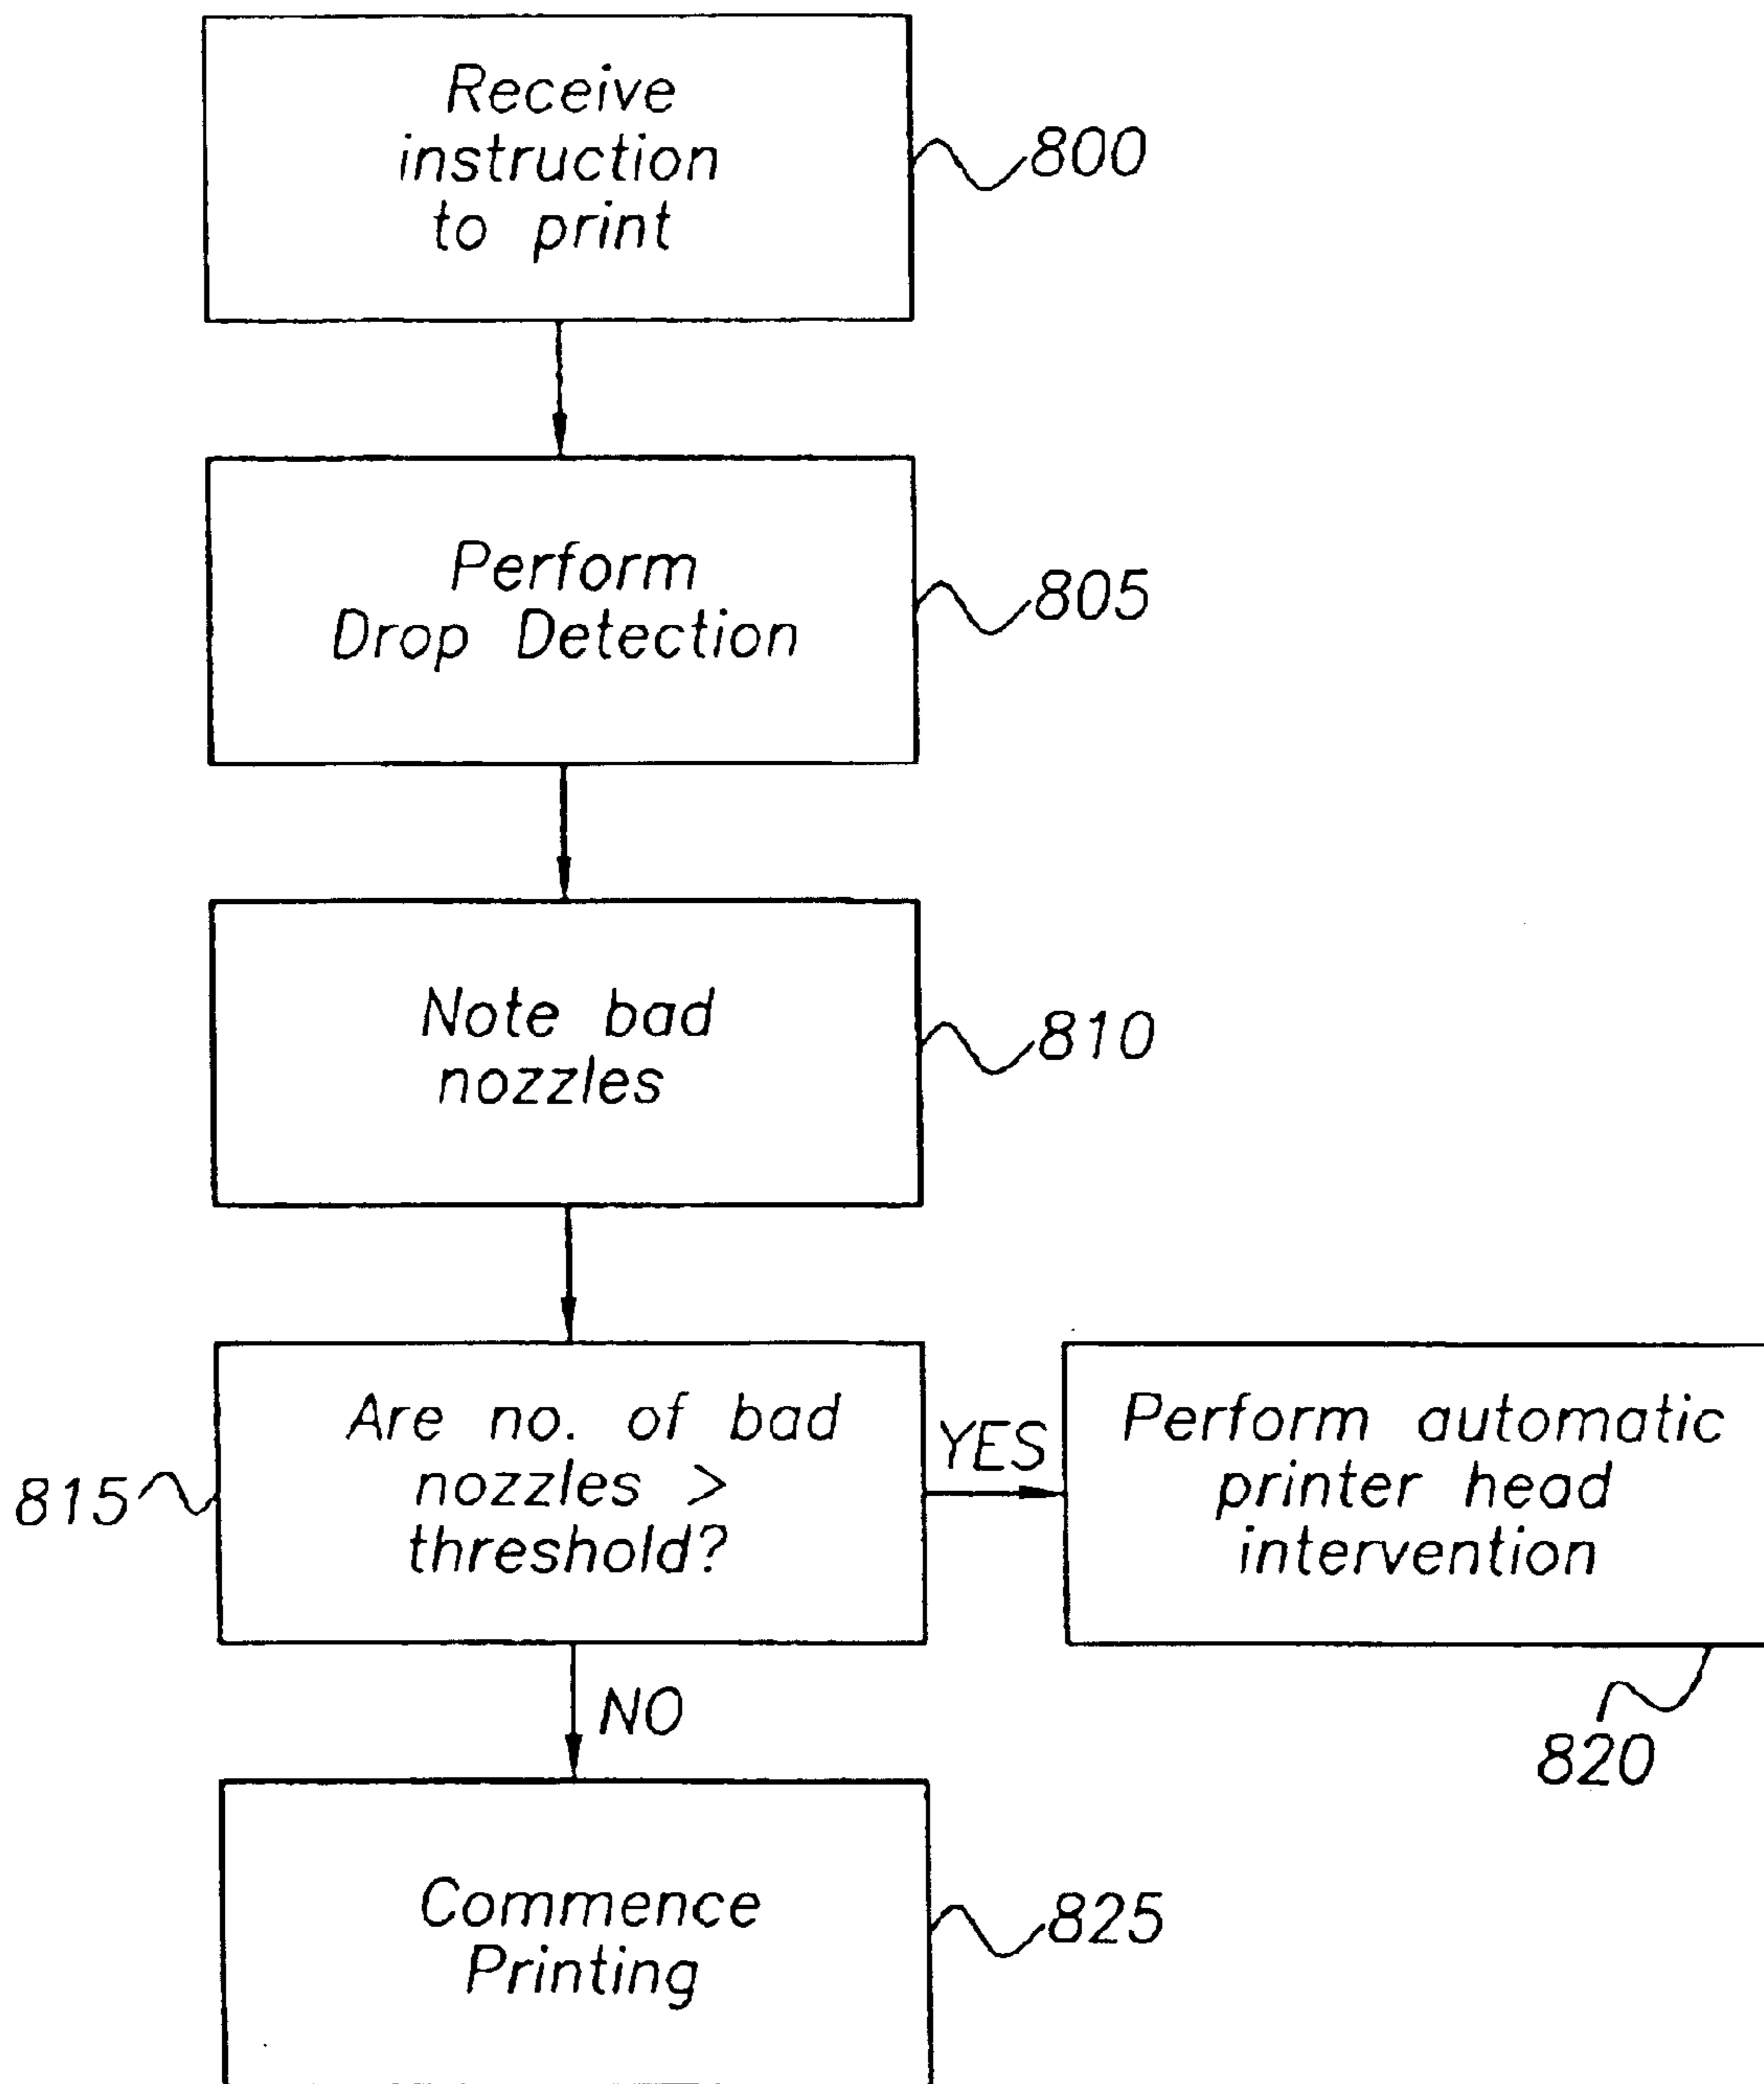 Receive
instruction
to print
800
Perform
Drop Detection
805
Note bad
nozzles
810
Are no. of bad
nozzles >
threshold?
815
YES
Perform automatic
printer head
intervention
820
NO
Commence
Printing
825